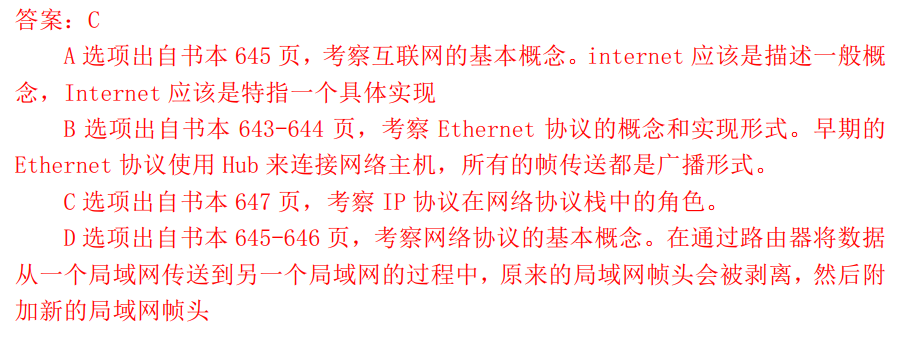 答案：C
A 选项出自书本 645 页，考察互联网的基本概念。internet 应该是描述一般概
念，Internet 应该是特指一个具体实现
B 选项出自书本 643-644 页，考察 Ethernet 协议的概念和实现形式。早期的
Ethernet 协议使用 Hub 来连接网络主机，所有的帧传送都是广播形式。
C 选项出自书本 647 页，考察 IP 协议在网络协议栈中的角色。
D 选项出自书本 645-646 页，考察网络协议的基本概念。在通过路由器将数据
从一个局域网传送到另一个局域网的过程中，原来的局域网帧头会被剥离，然后附
加新的局域网帧头